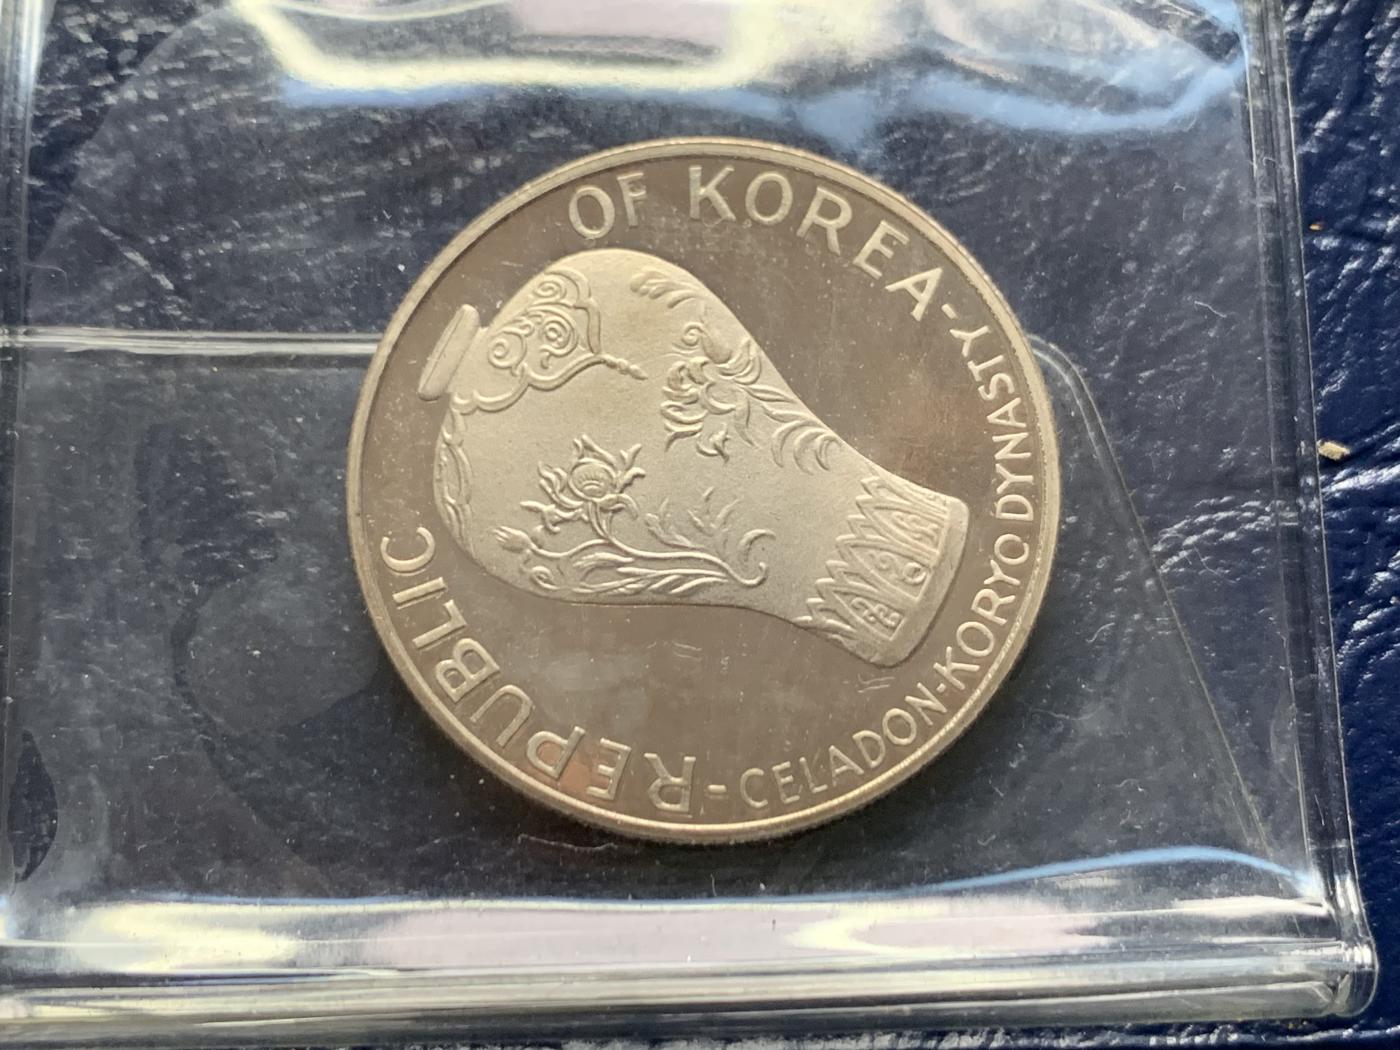 REPUBLIC OF KOREA-
CELADON-KORYO DYNASTY